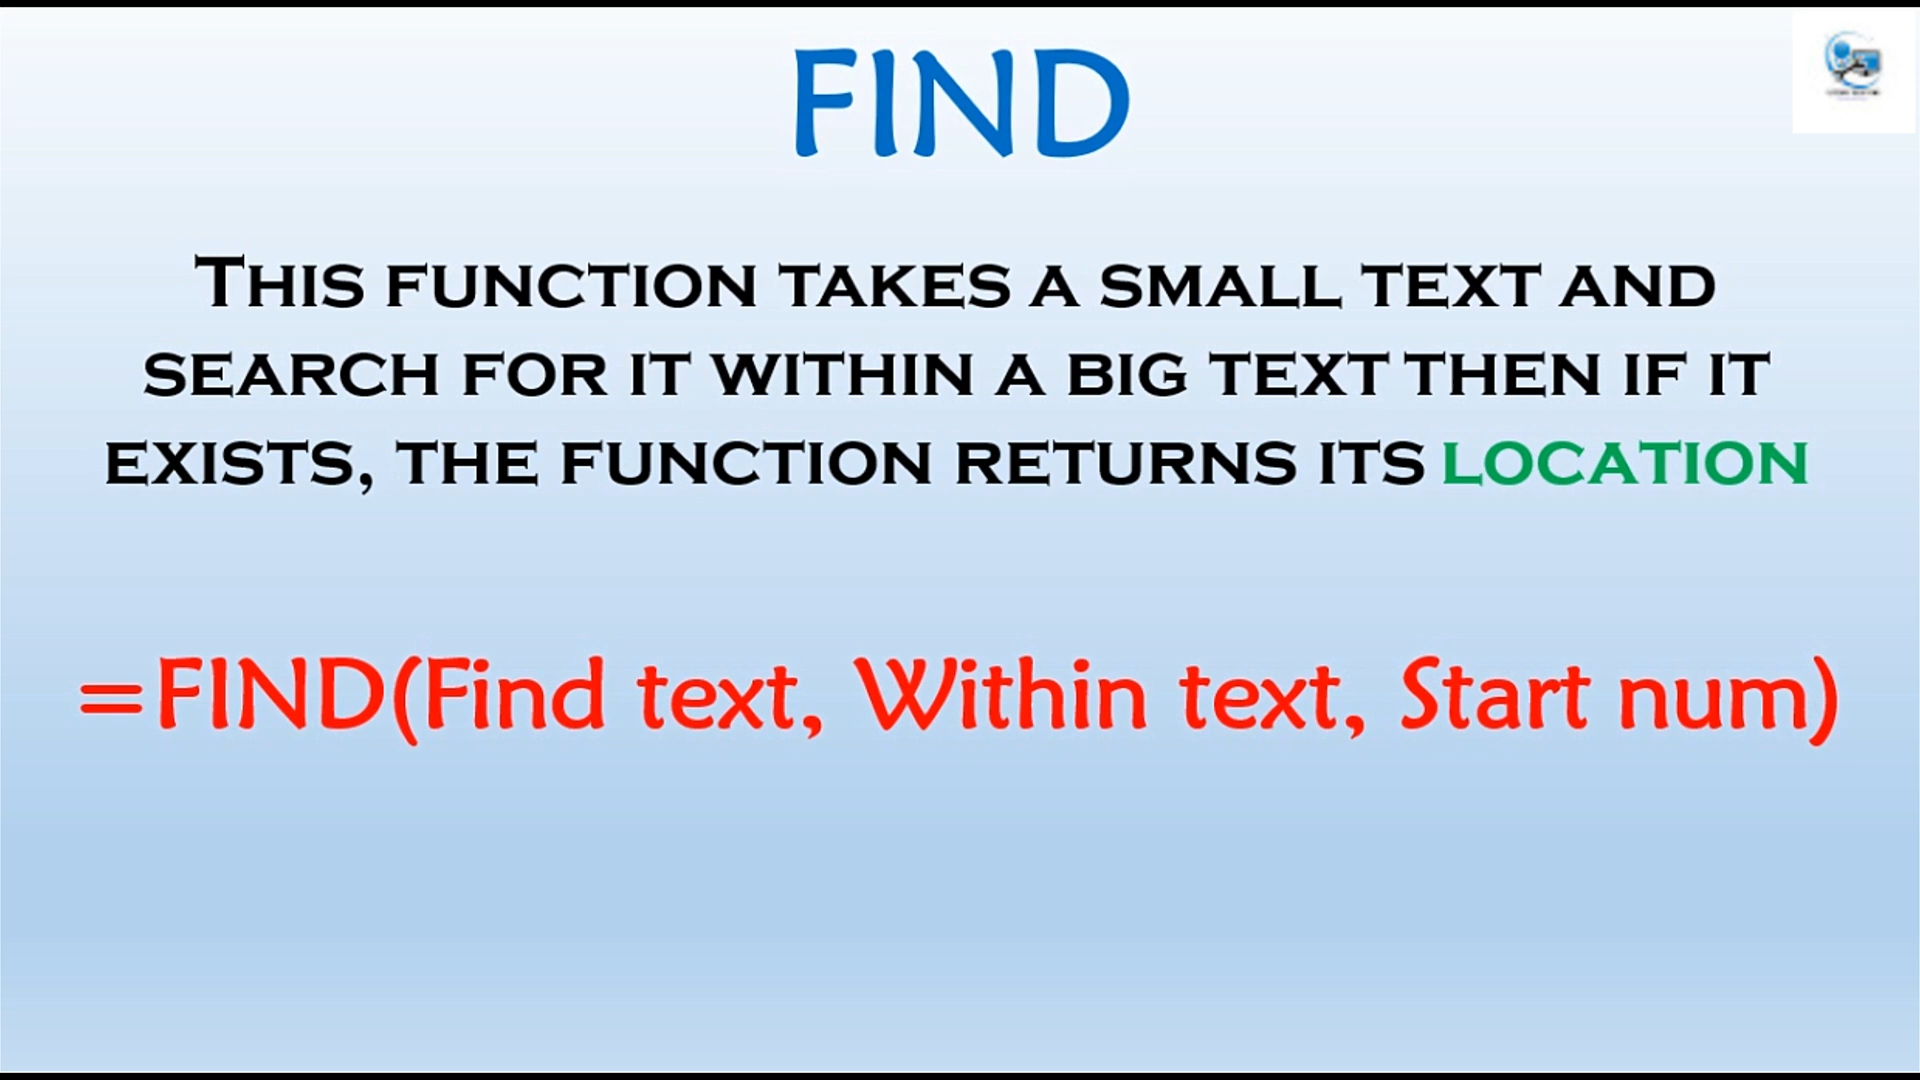 FIND
THIS FUNCTION TAKES A SMALL TEXT AND
SEARCH FOR IT WITHIN A BIG TEXT THEN IF IT
EXISTS, THE FUNCTION RETURNS ITS LOCATION
=FIND(Find text, Within text, Start num)